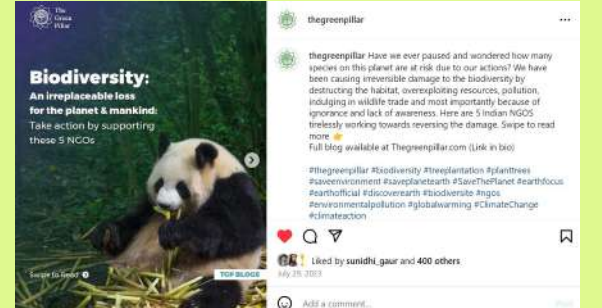 The
Green
Pillar
Biodiversity:
An irreplaceable loss
for the planet & mankind:
Take action by supporting
these 5 NGOs
Swipe to Read
TOP BLOGS
thegreenpillar
thegreenpillar Have we ever paused and wondered how many
species on this planet are at risk due to our actions? We have
been causing irreversible damage to the biodiversity by
destructing the habitat, overexploiting resources, pollution,
indulging in wildlife trade and most importantly because of
ignorance and lack of awareness. Here are 5 Indian NGOS
tirelessly working towards reversing the damage. Swipe to read
more 👉
Full blog available at Thegreenpillar.com (Link in bio)
#thegreenpillar #biodiversity #treeplantation #planttrees
#saveenvironment #saveplanetearth #SaveThePlanet #earthfocus
#earthofficial #discoverearth #biodiversite #ngos
#environmentalpollution #globalwarming #ClimateChange
#climateaction
Liked by sunidhi_gaur and 400 others
July 29, 2023
Add a comment...